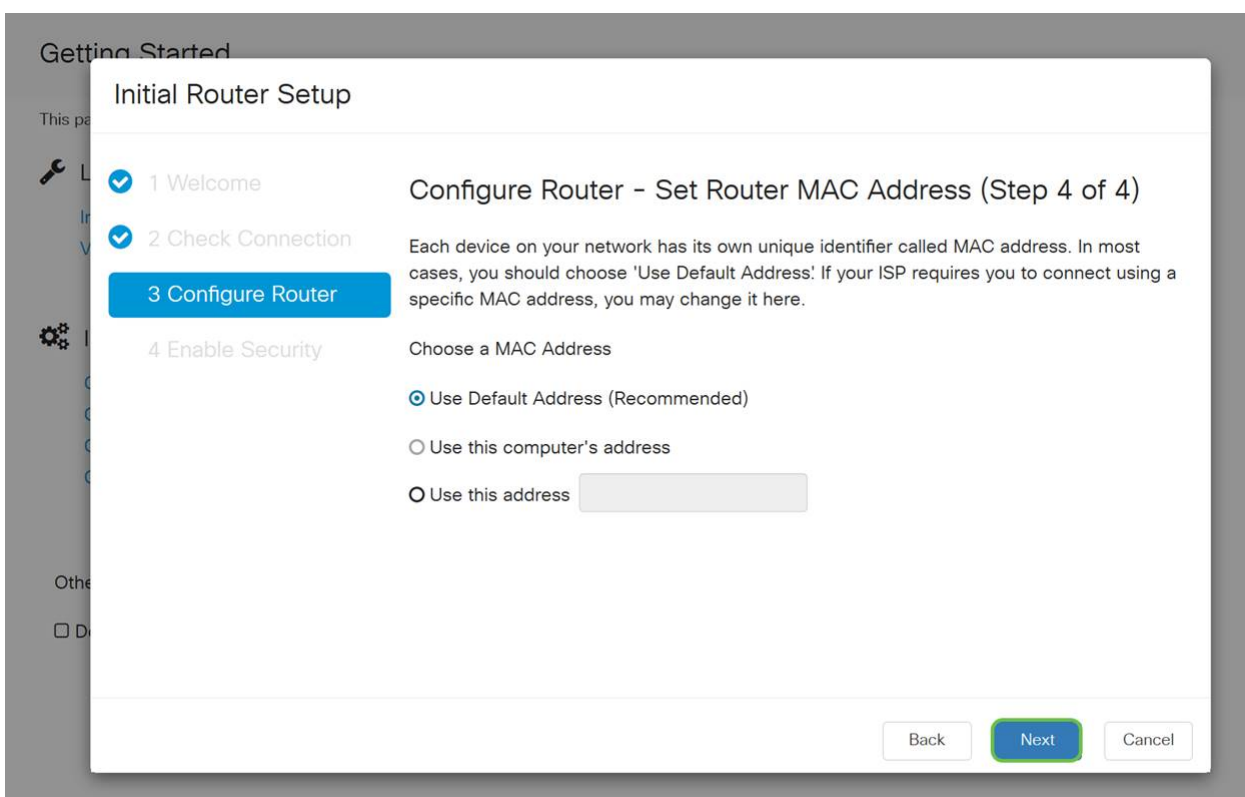 Getting Started
Initial Router Setup
This pa
L
In
V
I
Othe
1 Welcome
2 Check Connection
3 Configure Router
4 Enable Security
Configure Router - Set Router MAC Address (Step 4 of 4)
Each device on your network has its own unique identifier called MAC address. In most
cases, you should choose 'Use Default Address.' If your ISP requires you to connect using a
specific MAC address, you may change it here.
Choose a MAC Address
Use Default Address (Recommended)
Use this computer's address
Use this address
Back
Next
Cancel